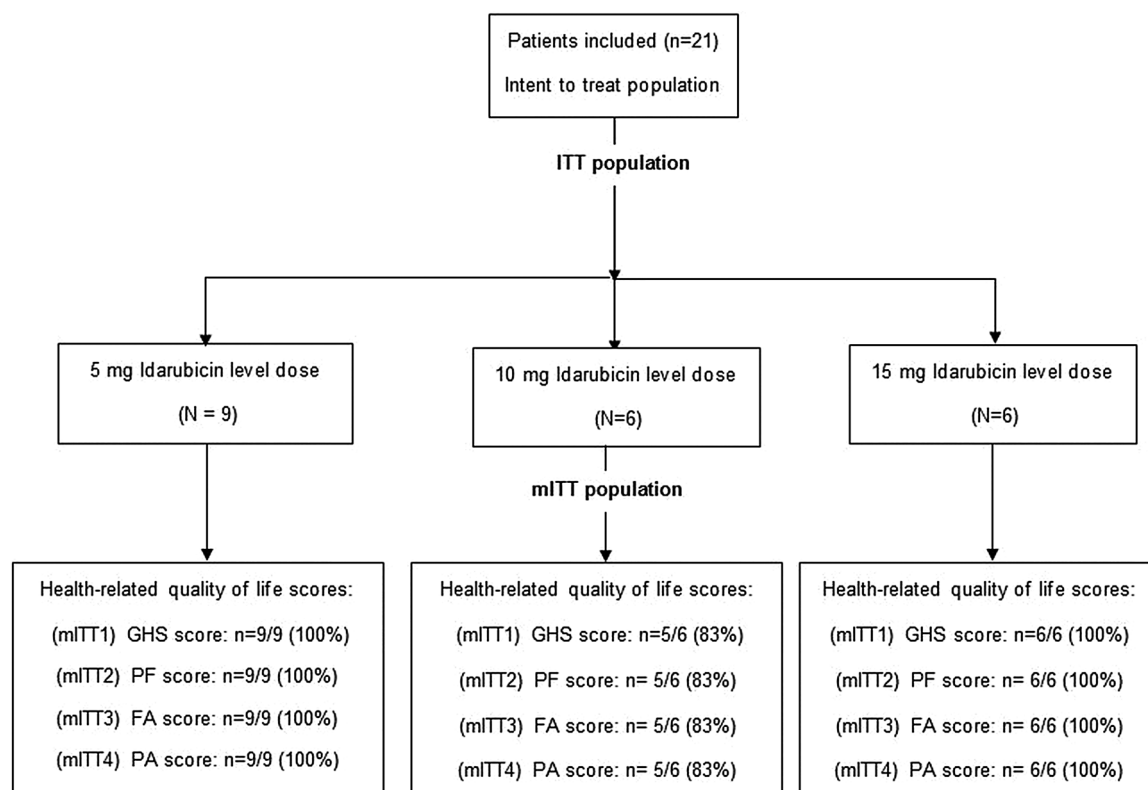 Patients included (n=21)
Intent to treat population
ITT population
5 mg Idarubicin level dose
(N = 9)
10 mg Idarubicin level dose
(N=6)
15 mg Idarubicin level dose
(N=6)
mITT population
Health-related quality of life scores:
(mITT1) GHS score: n=9/9 (100%)
(mITT2) PF score: n=9/9 (100%)
(mITT3) FA score: n=9/9 (100%)
(mITT4) PA score: n=9/9 (100%)
Health-related quality of life scores:
(mITT1) GHS score: n=5/6 (83%)
(mITT2) PF score: n= 5/6 (83%)
(mITT3) FA score: n= 5/6 (83%)
(mITT4) PA score: n= 5/6 (83%)
Health-related quality of life scores:
(mITT1) GHS score: n=6/6 (100%)
(mITT2) PF score: n= 6/6 (100%)
(mITT3) FA score: n= 6/6 (100%)
(mITT4) PA score: n= 6/6 (100%)